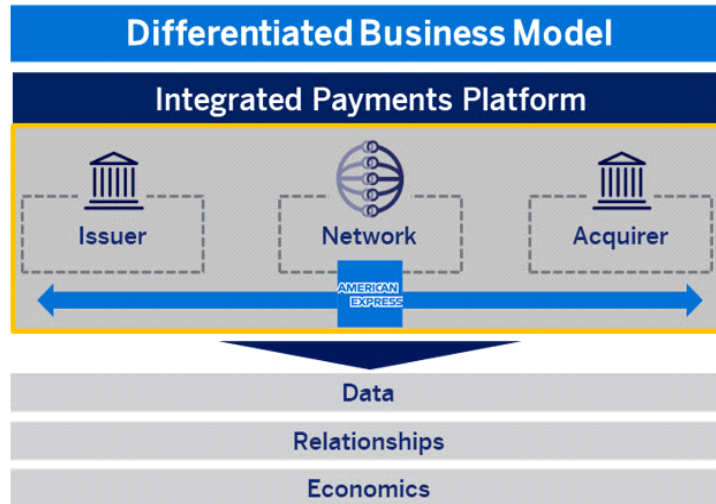 Differentiated Business Model
Integrated Payments Platform
Issuer
Network
Acquirer
AMERICAN
EXPRESS
Data
Relationships
Economics